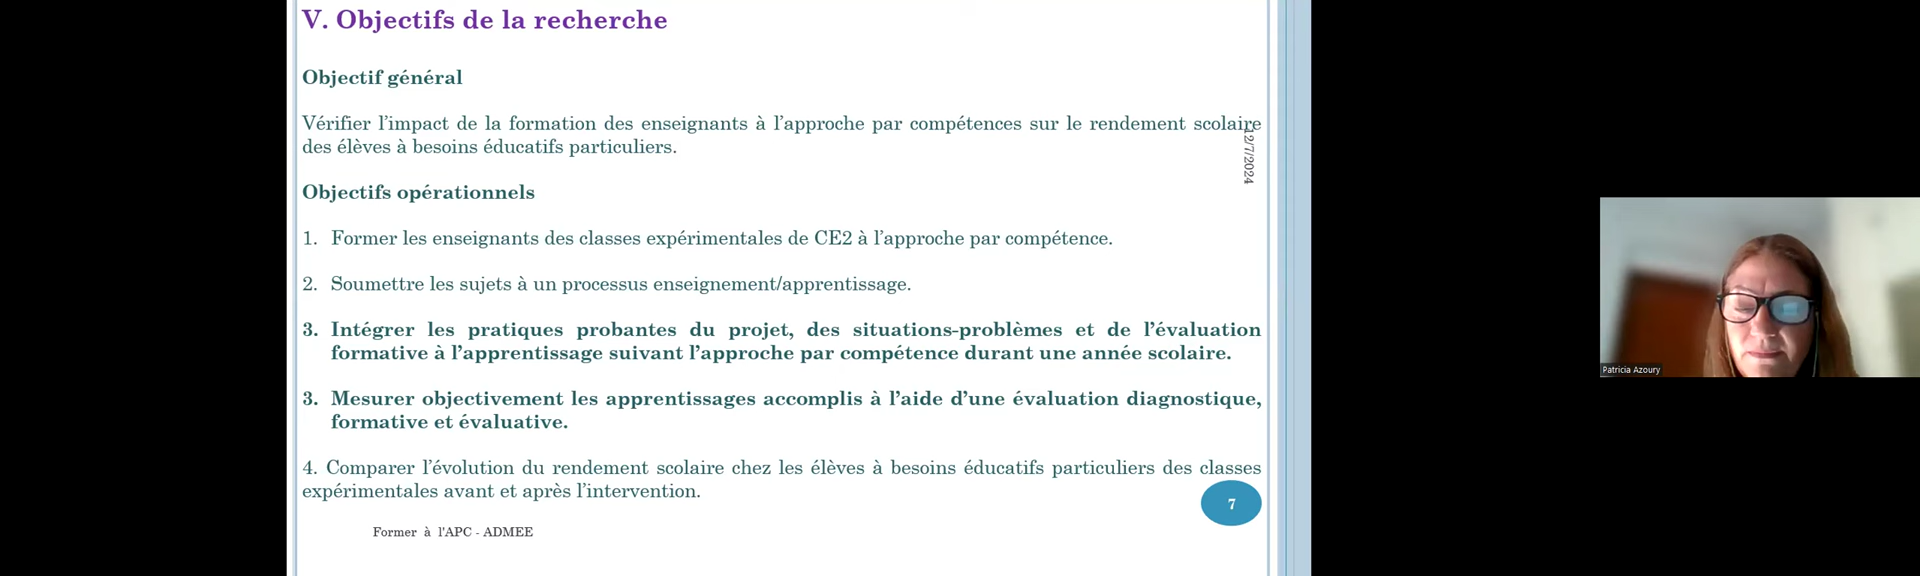 V. Objectifs de la recherche
Objectif général
Vérifier l'impact de la formation des enseignants à l'approche par compétences sur le rendement scolaire
des élèves à besoins éducatifs particuliers.
12/7/2024
Objectifs opérationnels
1. Former les enseignants des classes expérimentales de CE2 à l'approche par compétence.
2. Soumettre les sujets à un processus enseignement/apprentissage.
3. Intégrer les pratiques probantes du projet, des situations-problèmes et de l'évaluation
formative à l'apprentissage suivant l'approche par compétence durant une année scolaire.
3. Mesurer objectivement les apprentissages accomplis à l'aide d'une évaluation diagnostique,
formative et évaluative.
4. Comparer l'évolution du rendement scolaire chez les élèves à besoins éducatifs particuliers des classes
expérimentales avant et après l'intervention.
7
Former à l'APC - ADMEE
Patricia Azoury